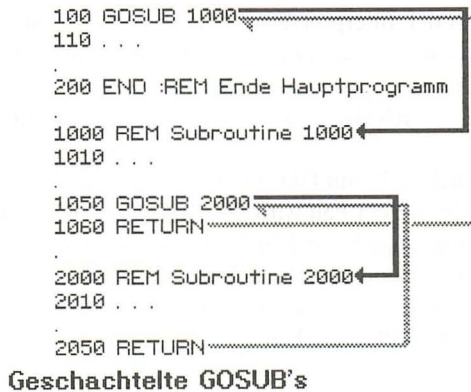 100 GOSUB 1000
110 . . .
.
200 END :REM Ende Hauptprogramm
.
1000 REM Subroutine 1000
1010 . . .
.
1050 GOSUB 2000
1060 RETURN
.
2000 REM Subroutine 2000
2010 . . .
.
2050 RETURN
Geschachtelte GOSUB's